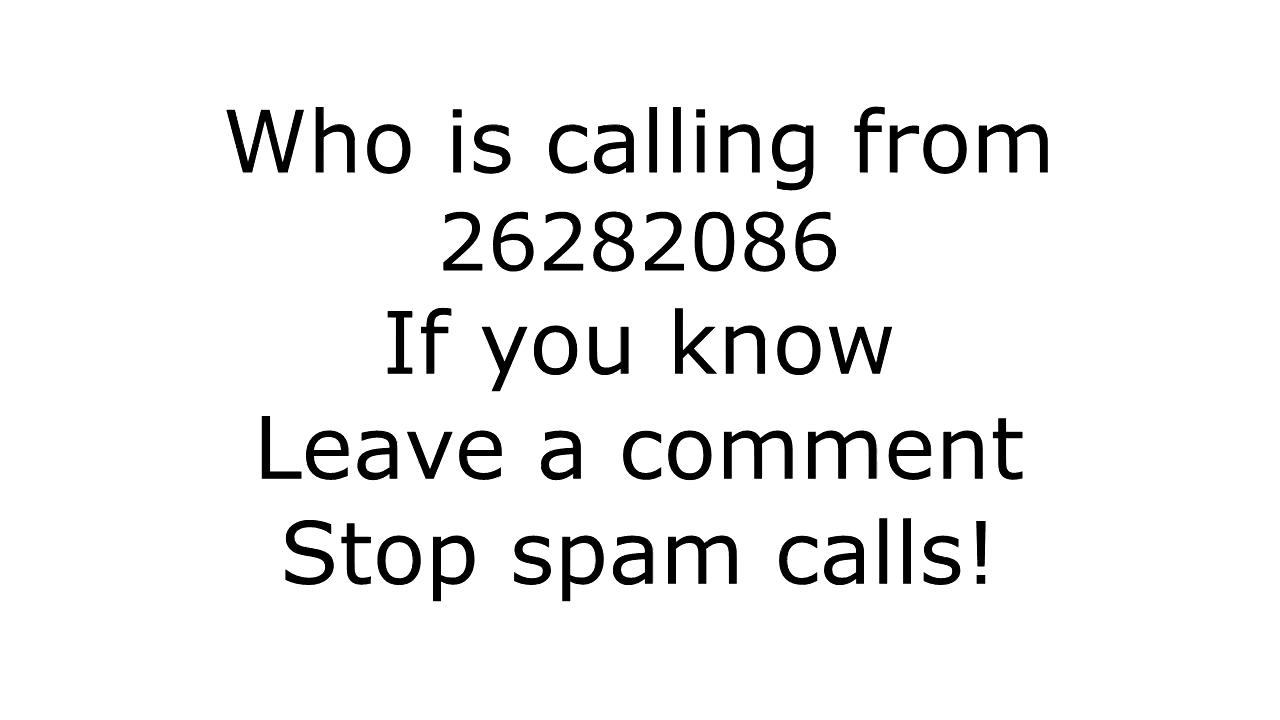 Who is calling from
26282086
If you know
Leave a comment
Stop spam calls!